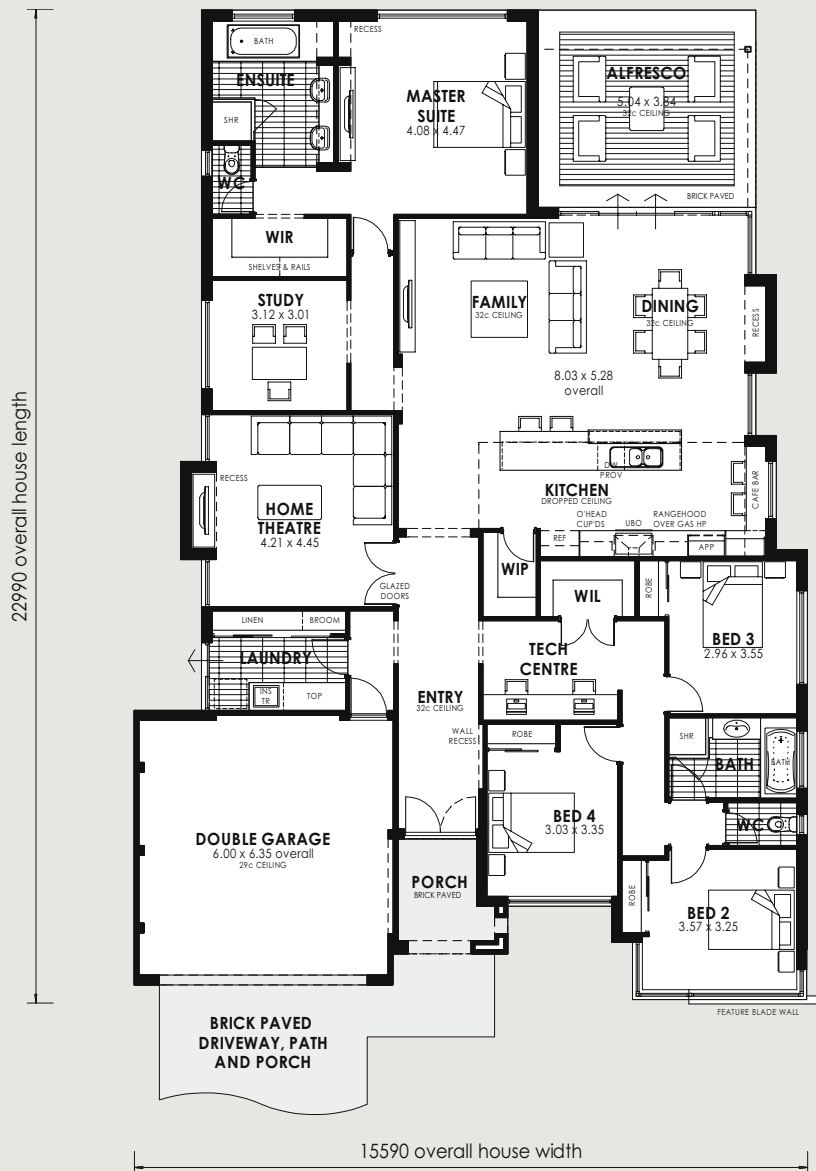 RECESS
BATH
ENSUITE
MASTER
SUITE
4.08 x 4.47
ALFRESCO
5.04 x 3.84
32c CEILING
SHR
WC
BRICK PAVED
WIR
SHELVES & RAILS
STUDY
3.12 x 3.01
FAMILY
32c CEILING
DINING
32c CEILING
RECESS
8.03 x 5.28
overall
22990 overall house length
RECESS
HOME
THEATRE
4.21 x 4.45
DW
PROV
KITCHEN
DROPPED CEILING
CAFE BAR
O'HEAD
CUP'DS
UBO
RANGEHOOD
OVER GAS HP
REF
APP
GLAZED
DOORS
WIP
WIL
ROBE
BED 3
2.96 x 3.55
LINEN
BROOM
LAUNDRY
INS
TR
TOP
TECH
CENTRE
ENTRY
32c CEILING
WALL
RECESS
ROBE
SHR
BATH
BATH
BED 4
3.03 x 3.35
WC
DOUBLE GARAGE
6.00 x 6.35 overall
29c CEILING
PORCH
BRICK PAVED
ROBE
BED 2
3.57 x 3.25
FEATURE BLADE WALL
BRICK PAVED
DRIVEWAY, PATH
AND PORCH
15590 overall house width